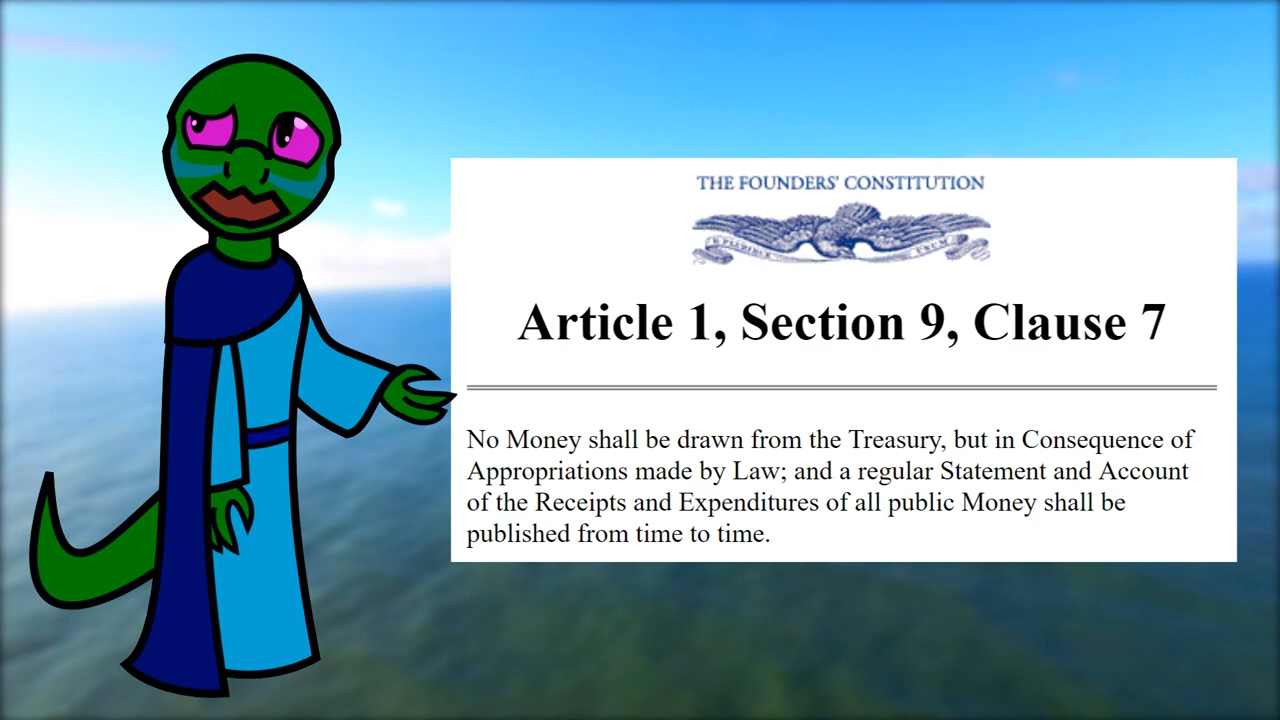 THE FOUNDERS' CONSTITUTION
E PLURIBUS UNUM
Article 1, Section 9, Clause 7
No Money shall be drawn from the Treasury, but in Consequence of
Appropriations made by Law; and a regular Statement and Account
of the Receipts and Expenditures of all public Money shall be
published from time to time.